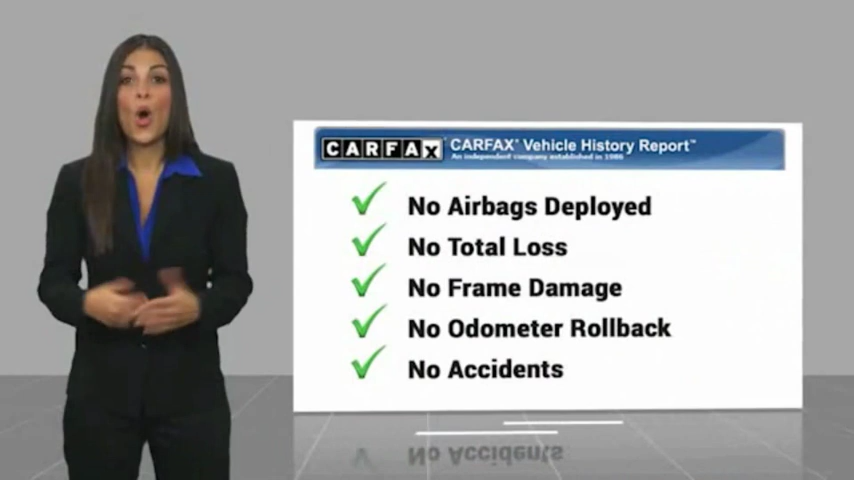 CARFAX CARFAX® Vehicle History Report™
An independent company established in 1986
No Airbags Deployed
No Total Loss
No Frame Damage
No Odometer Rollback
No Accidents
No Accidents